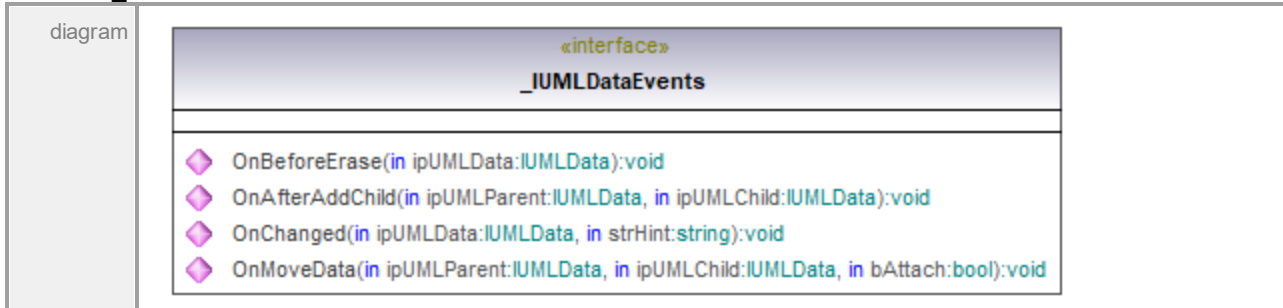 diagram
«interface»
_IUMLDataEvents
OnBeforeErase(in ipUMLData:IUMLData):void
OnAfterAddChild(in ipUMLParent:IUMLData, in ipUMLChild:IUMLData):void
OnChanged(in ipUMLData:IUMLData, in strHint:string):void
OnMoveData(in ipUMLParent:IUMLData, in ipUMLChild:IUMLData, in bAttach:bool):void